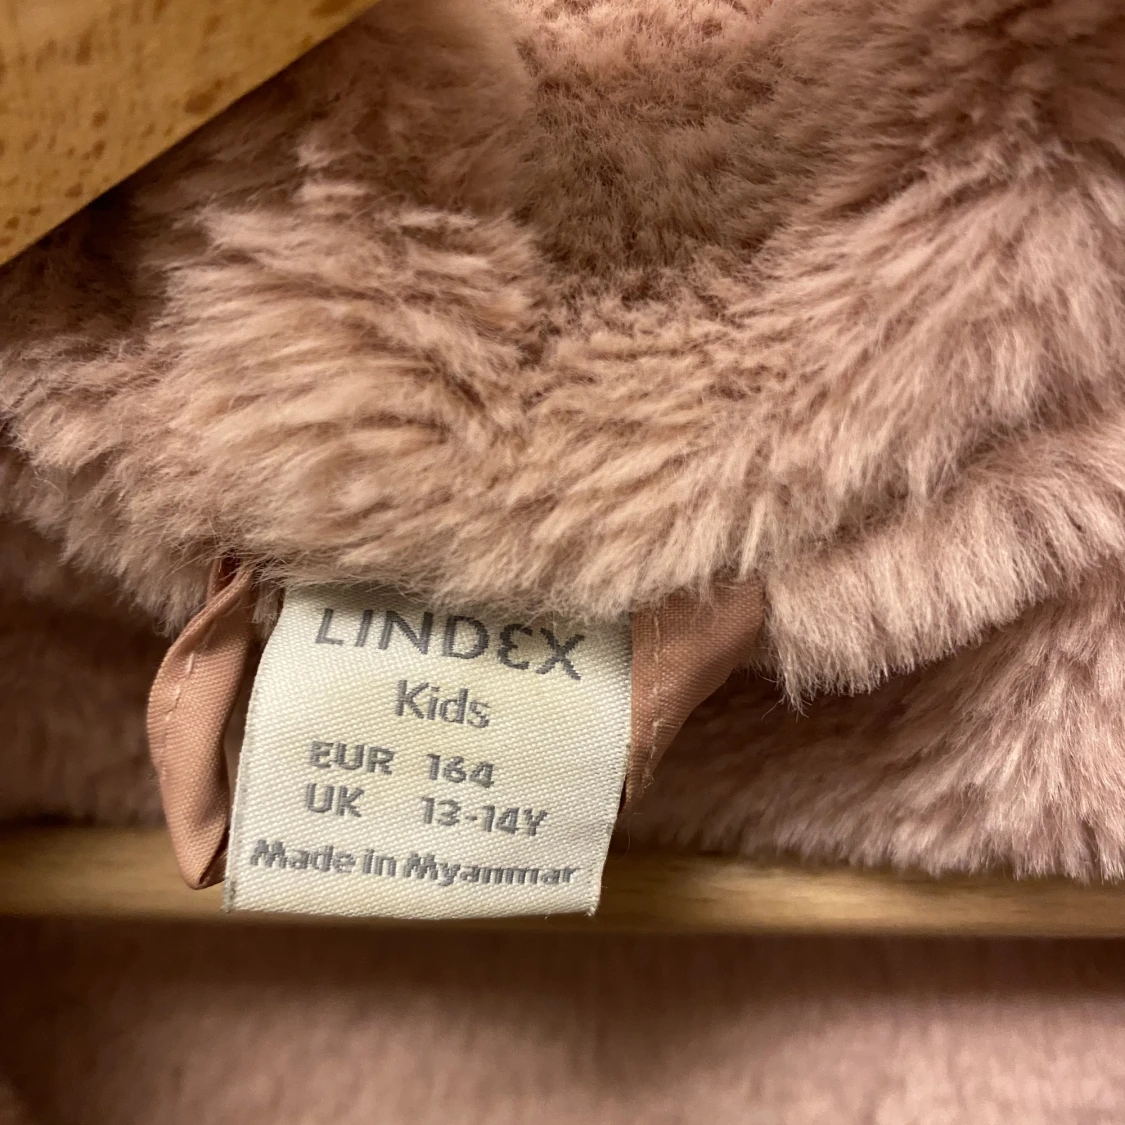 LINDEX
Kids
EUR 164
UK 13-14Y
Made in Myanmar